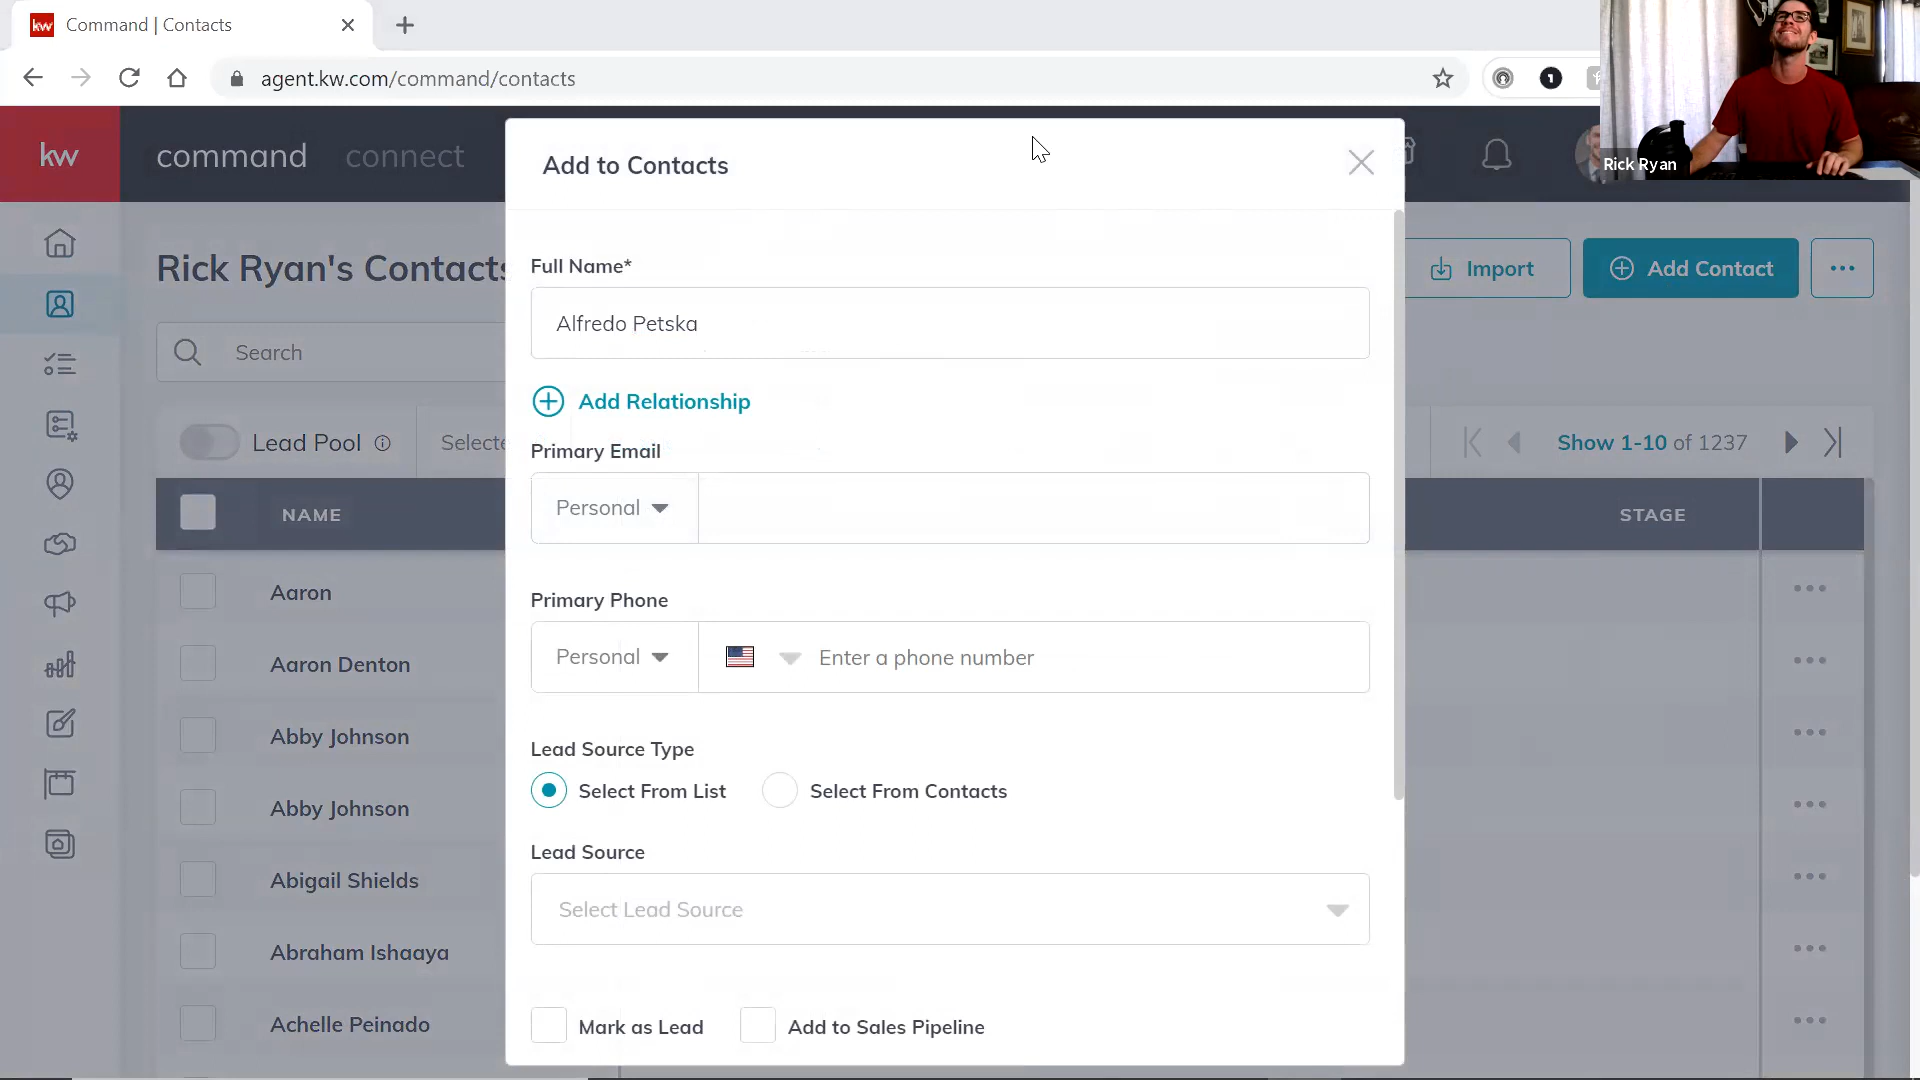 kw Command | Contacts
agent.kw.com/command/contacts
kw command connect
Add to Contacts
Rick Ryan
Rick Ryan's Contacts
Import
Add Contact
Full Name*
Alfredo Petska
Search
Add Relationship
Lead Pool
Selecte
Show 1-10 of 1237
Primary Email
Personal
NAME
STAGE
Primary Phone
Personal
Enter a phone number
Aaron
Aaron Denton
Abby Johnson
Abby Johnson
Abigail Shields
Abraham Ishaaya
Achelle Peinado
Lead Source Type
Select From List
Select From Contacts
Lead Source
Select Lead Source
Mark as Lead
Add to Sales Pipeline